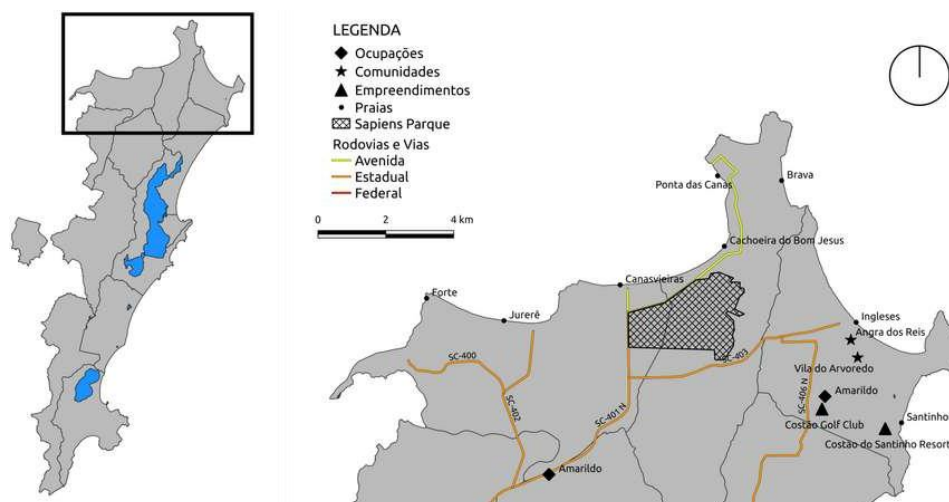 LEGENDA
Ocupações
Comunidades
Empreendimentos
Praias
Sapiens Parque
Rodovias e Vias
Avenida
Estadual
Federal
0 2 4 km
Ponta das Canas
Brava
Cachoeira do Bom Jesus
Canasvieiras
Forte
Jurerê
Ingleses
Angra dos Reis
SC-400
SC-403
Vila do Arvoredo
SC-402
SC-401 N
SC-406 N
Amarildo
Costão Golf Club
Santinho
Costão do Santinho Resort
Amarildo